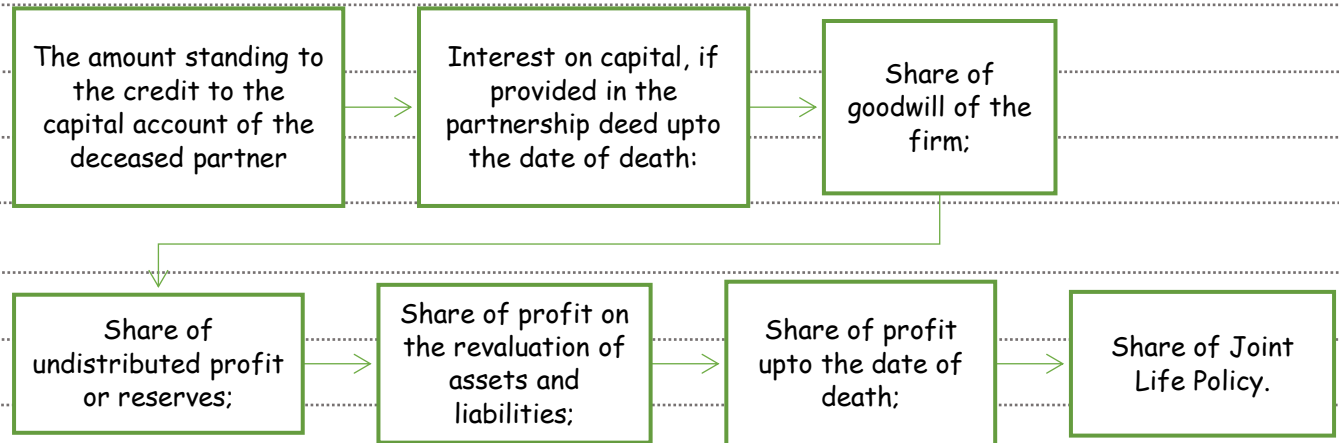 The amount standing to
the credit to the
capital account of the
deceased partner
Interest on capital, if
provided in the
partnership deed upto
the date of death:
Share of
goodwill of the
firm;
Share of
undistributed profit
or reserves;
Share of profit on
the revaluation of
assets and
liabilities;
Share of profit
upto the date of
death;
Share of Joint
Life Policy.